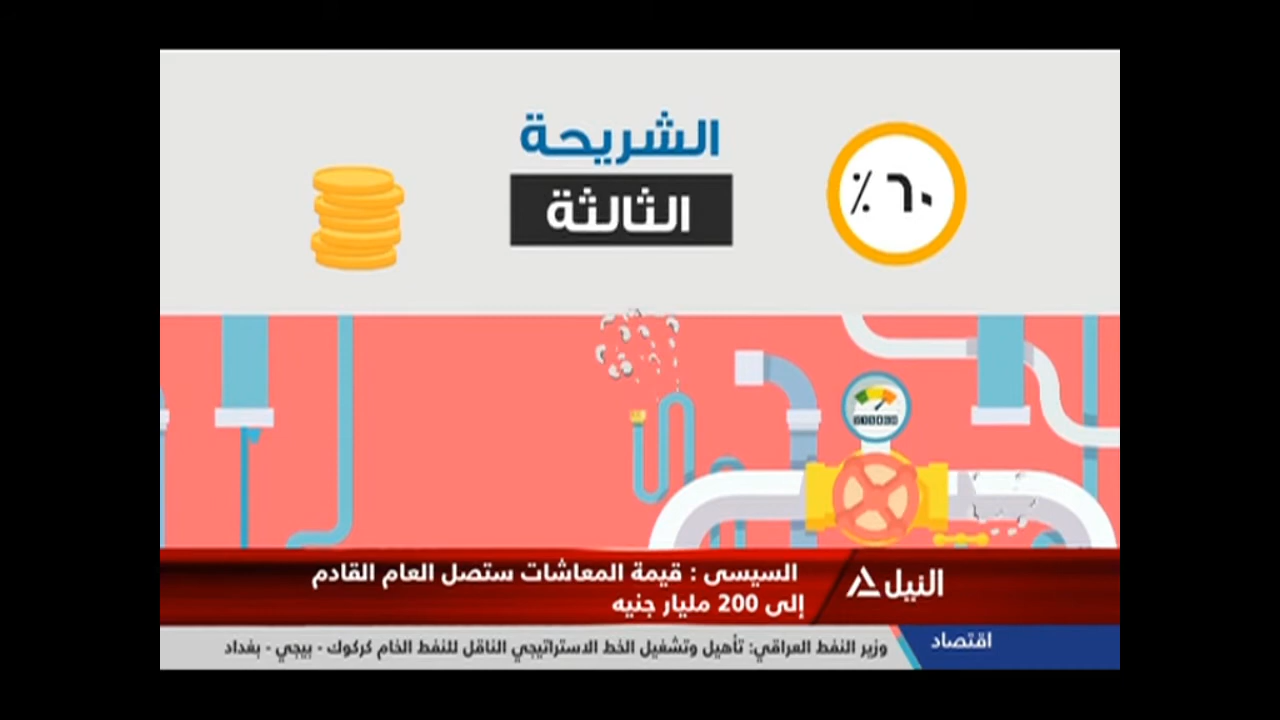 الشريحة
الثالثة
٪٦٠
السيسى : قيمة المعاشات ستصل العام القادم
إلى 200 مليار جنيه
النيل
اقتصاد
وزير النفط العراقي: تأهيل وتشغيل الخط الاستراتيجي الناقل للنفط الخام كركوك - بيجي - بغداد